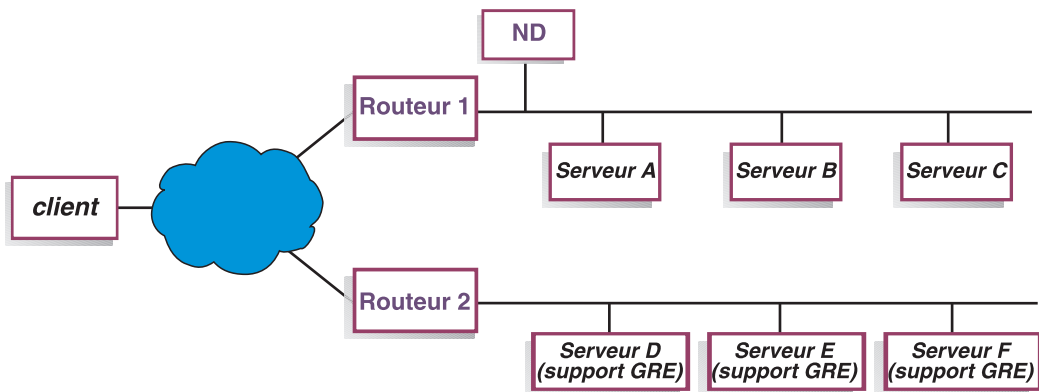 ND
Routeur 1
Serveur A
Serveur B
Serveur C
client
Routeur 2
Serveur D
(support GRE)
Serveur E
(support GRE)
Serveur F
(support GRE)